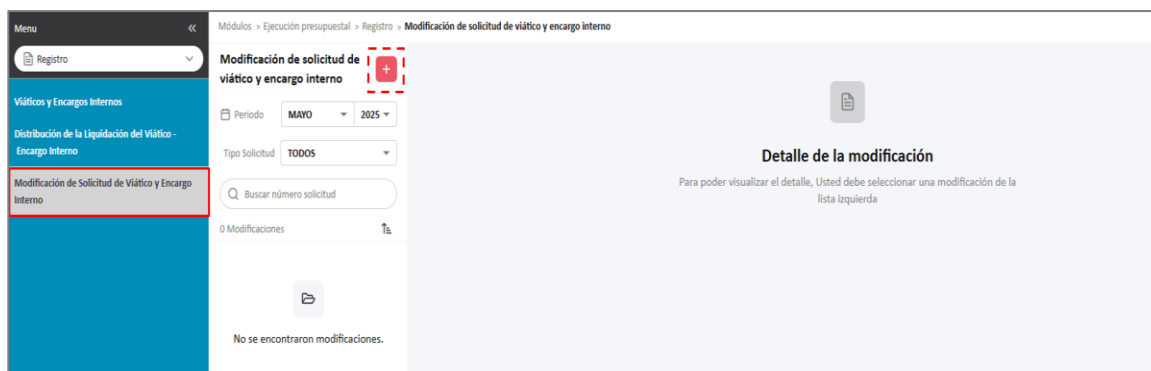 Menu
Registro
Viáticos y Encargos Internos
Distribución de la Liquidación del Viático -
Encargo Interno
Modificación de Solicitud de Viático y Encargo
Interno
Módulos > Ejecución presupuestal > Registro > Modificación de solicitud de viático y encargo interno
Modificación de solicitud de
viático y encargo interno
+
Periodo MAYO 2025
Tipo Solicitud TODOS
Buscar número solicitud
0 Modificaciones
No se encontraron modificaciones.
Detalle de la modificación
Para poder visualizar el detalle, Usted debe seleccionar una modificación de la
lista izquierda